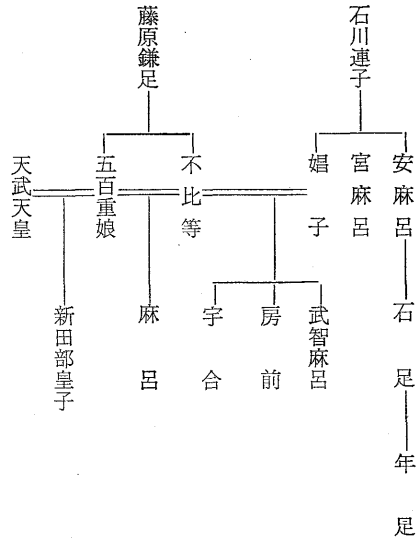 石川連子
安麻呂
石足
年足
宮麻呂
娼子
武智麻呂
房前
宇合
藤原鎌足
不比等
麻呂
五百重娘
新田部皇子
天武天皇